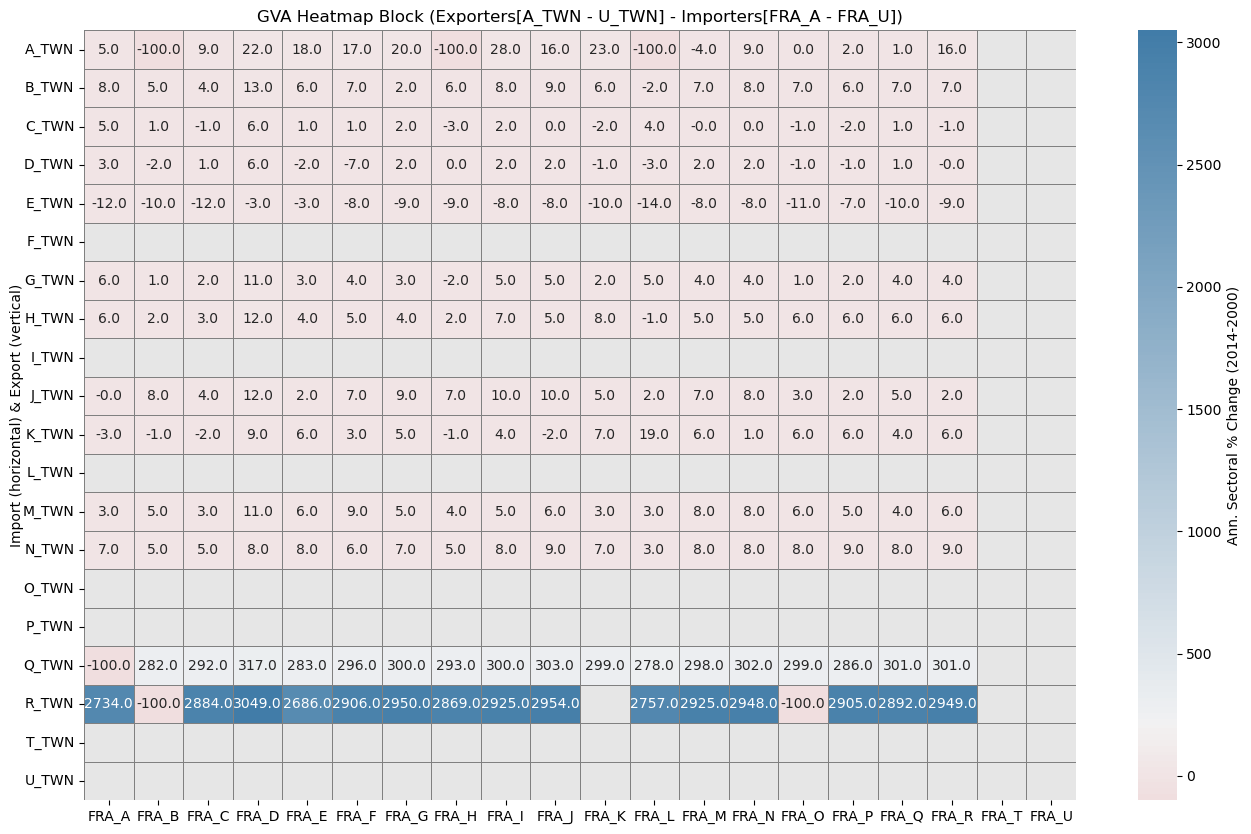 GVA Heatmap Block (Exporters[A_TWN - U_TWN] - Importers[FRA_A - FRA_U])
Import (horizontal) & Export (vertical)
A_TWN 5.0 -100.0 9.0 22.0 18.0 17.0 20.0 -100.0 28.0 16.0 23.0 -100.0 -4.0 9.0 0.0 2.0 1.0 16.0
B_TWN 8.0 5.0 4.0 13.0 6.0 7.0 2.0 6.0 8.0 9.0 6.0 -2.0 7.0 8.0 7.0 6.0 7.0 7.0
C_TWN 5.0 1.0 -1.0 6.0 1.0 1.0 2.0 -3.0 2.0 0.0 -2.0 4.0 -0.0 0.0 -1.0 -2.0 1.0 -1.0
D_TWN 3.0 -2.0 1.0 6.0 -2.0 -7.0 2.0 0.0 2.0 2.0 -1.0 -3.0 2.0 2.0 -1.0 -1.0 1.0 -0.0
E_TWN -12.0 -10.0 -12.0 -3.0 -3.0 -8.0 -9.0 -9.0 -8.0 -8.0 -10.0 -14.0 -8.0 -8.0 -11.0 -7.0 -10.0 -9.0
F_TWN
G_TWN 6.0 1.0 2.0 11.0 3.0 4.0 3.0 -2.0 5.0 5.0 2.0 5.0 4.0 4.0 1.0 2.0 4.0 4.0
H_TWN 6.0 2.0 3.0 12.0 4.0 5.0 4.0 2.0 7.0 5.0 8.0 -1.0 5.0 5.0 6.0 6.0 6.0 6.0
I_TWN
J_TWN -0.0 8.0 4.0 12.0 2.0 7.0 9.0 7.0 10.0 10.0 5.0 2.0 7.0 8.0 3.0 2.0 5.0 2.0
K_TWN -3.0 -1.0 -2.0 9.0 6.0 3.0 5.0 -1.0 4.0 -2.0 7.0 19.0 6.0 1.0 6.0 6.0 4.0 6.0
L_TWN
M_TWN 3.0 5.0 3.0 11.0 6.0 9.0 5.0 4.0 5.0 6.0 3.0 3.0 8.0 8.0 6.0 5.0 4.0 6.0
N_TWN 7.0 5.0 5.0 8.0 8.0 6.0 7.0 5.0 8.0 9.0 7.0 3.0 8.0 8.0 8.0 9.0 8.0 9.0
O_TWN
P_TWN
Q_TWN -100.0 282.0 292.0 317.0 283.0 296.0 300.0 293.0 300.0 303.0 299.0 278.0 298.0 302.0 299.0 286.0 301.0 301.0
R_TWN 2734.0 -100.0 2884.0 3049.0 2686.0 2906.0 2950.0 2869.0 2925.0 2954.0 2757.0 2925.0 2948.0 -100.0 2905.0 2892.0 2949.0
T_TWN
U_TWN
FRA_A FRA_B FRA_C FRA_D FRA_E FRA_F FRA_G FRA_H FRA_I FRA_J FRA_K FRA_L FRA_M FRA_N FRA_O FRA_P FRA_Q FRA_R FRA_T FRA_U
3000
2500
2000
1500
1000
500
0
Ann. Sectoral % Change (2014-2000)